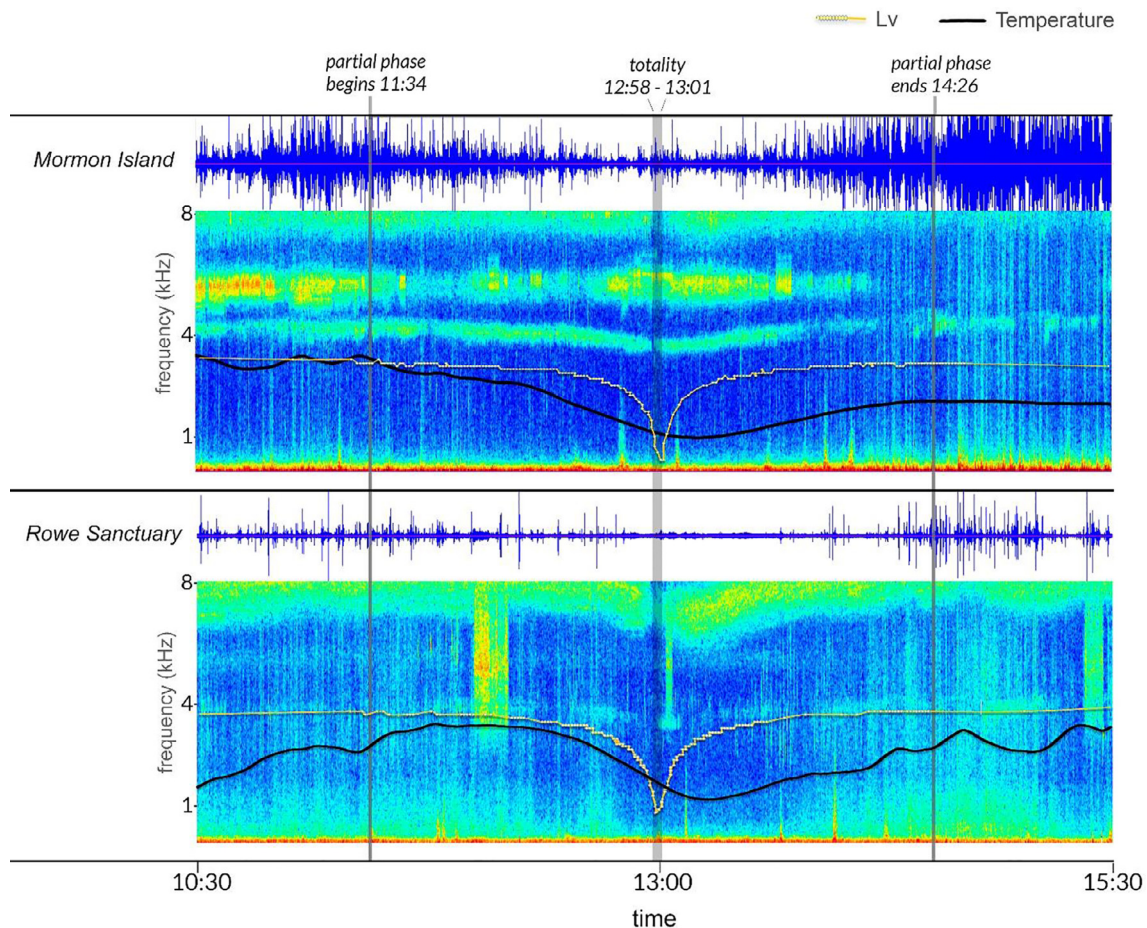 Lv Temperature
partial phase
begins 11:34
totality
12:58 - 13:01
partial phase
ends 14:26
Mormon Island
8
4
1
frequency (kHz)
Rowe Sanctuary
8
4
1
frequency (kHz)
10:30 13:00 15:30
time